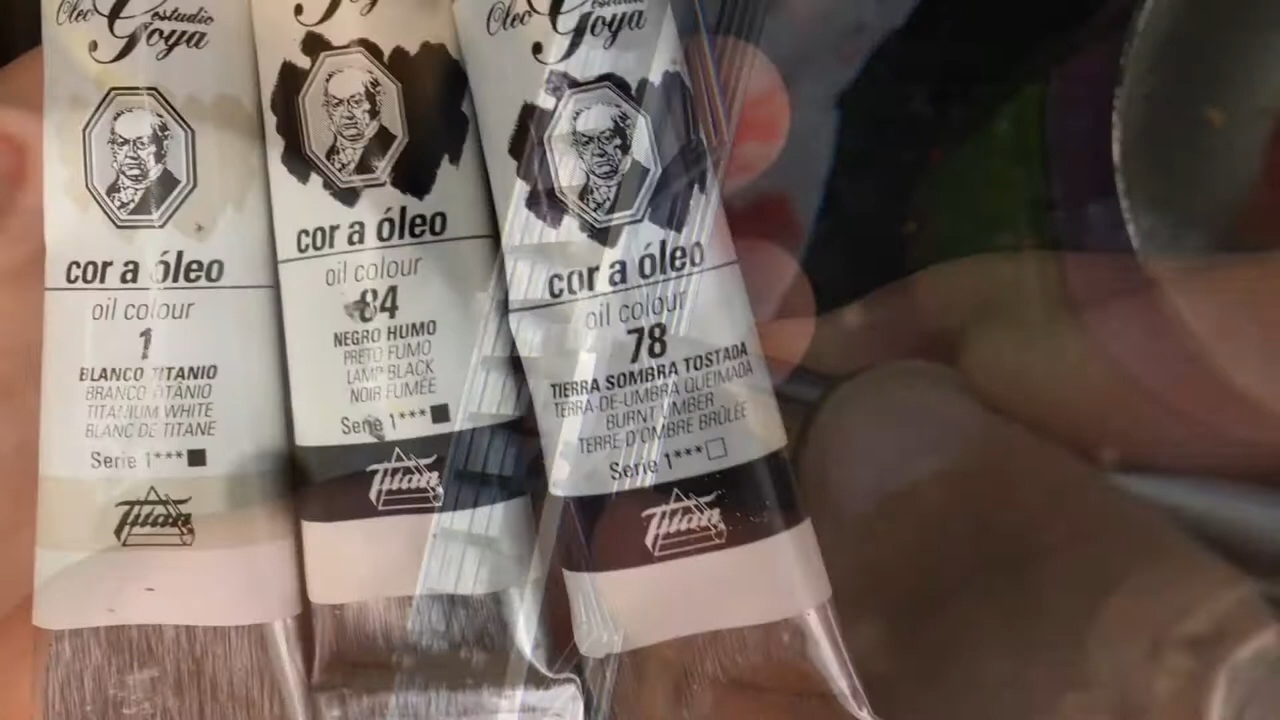 Oleo estudio
Goya
cor a óleo
oil colour
1
BLANCO TITANIO
BRANCO TITÂNIO
TITANIUM WHITE
BLANC DE TITANE
Serie 1***
Titan
Goya
cor a óleo
oil colour
84
NEGRO HUMO
PRETO FUMO
LAMP BLACK
NOIR FUMÉE
Serie 1***
Titan
Oleo estudio
Goya
cor a óleo
oil colour
78
TIERRA SOMBRA TOSTADA
TERRA-DE-UMBRA QUEIMADA
BURNT UMBER
TERRE D'OMBRE BRÛLÉE
Serie 1***
Titan